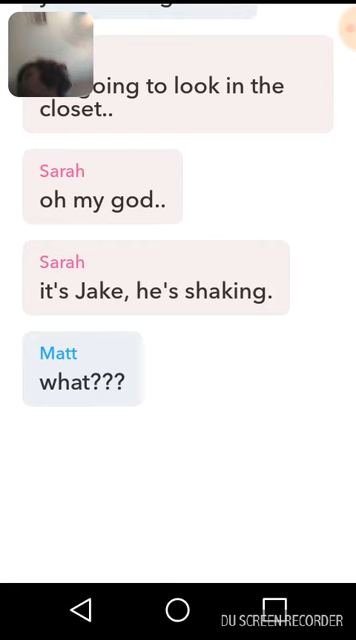 going to look in the
closet..
Sarah
oh my god..
Sarah
it's Jake, he's shaking.
Matt
what???
DU SCREEN RECORDER